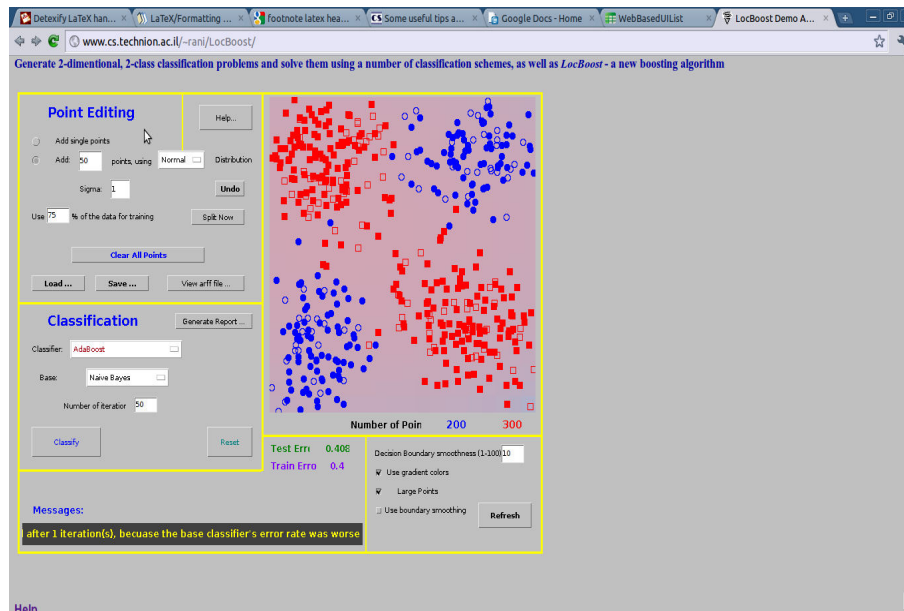 Detexify LaTeX han... LaTeX/Formatting ... footnote latex hea... Some useful tips a... Google Docs - Home WebBasedUIList LocBoost Demo A...
www.cs.technion.ac.il/~rani/LocBoost/
Generate 2-dimentional, 2-class classification problems and solve them using a number of classification schemes, as well as LocBoost - a new boosting algorithm
Point Editing
Help...
Add single points
Add: 50 points, using Normal Distribution
Sigma: 1
Undo
Use 75 % of the data for training
Split Now
Clear All Points
Load ... Save ... View arff file ...
Classification
Generate Report ...
Classifier: AdaBoost
Base: Naive Bayes
Number of iteratior 50
Classify Reset
Number of Poin 200 300
Test Erro 0.408
Train Erro 0.4
Decision Boundary smoothness (1-100) 10
Use gradient colors
Large Points
Use boundary smoothing
Refresh
Messages:
after 1 iteration(s), becuase the base classifier's error rate was worse
Help